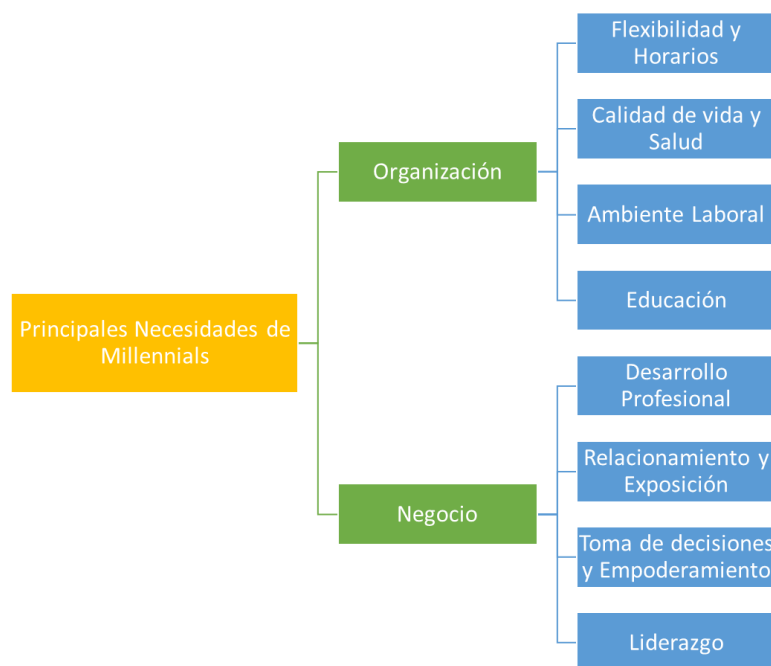 Principales Necesidades de
Millennials
Organización
Flexibilidad y
Horarios
Calidad de vida y
Salud
Ambiente Laboral
Educación
Negocio
Desarrollo
Profesional
Relacionamiento y
Exposición
Toma de decisiones
y Empoderamiento
Liderazgo